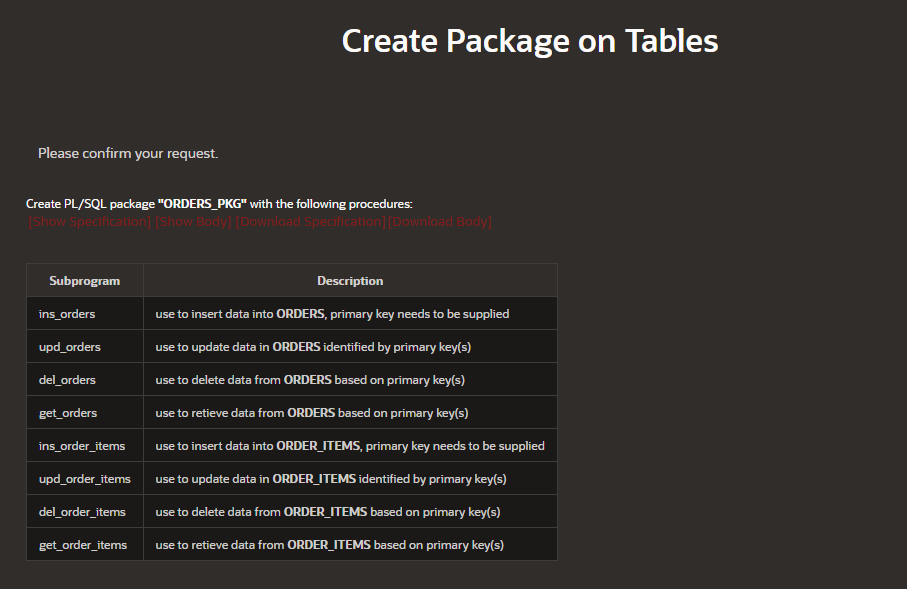 Create Package on Tables
Please confirm your request.
Create PL/SQL package "ORDERS_PKG" with the following procedures:
[Show Specification] [Show Body] [Download Specification] [Download Body]
Subprogram Description
ins_orders use to insert data into ORDERS, primary key needs to be supplied
upd_orders use to update data in ORDERS identified by primary key(s)
del_orders use to delete data from ORDERS based on primary key(s)
get_orders use to retieve data from ORDERS based on primary key(s)
ins_order_items use to insert data into ORDER_ITEMS, primary key needs to be supplied
upd_order_items use to update data in ORDER_ITEMS identified by primary key(s)
del_order_items use to delete data from ORDER_ITEMS based on primary key(s)
get_order_items use to retieve data from ORDER_ITEMS based on primary key(s)